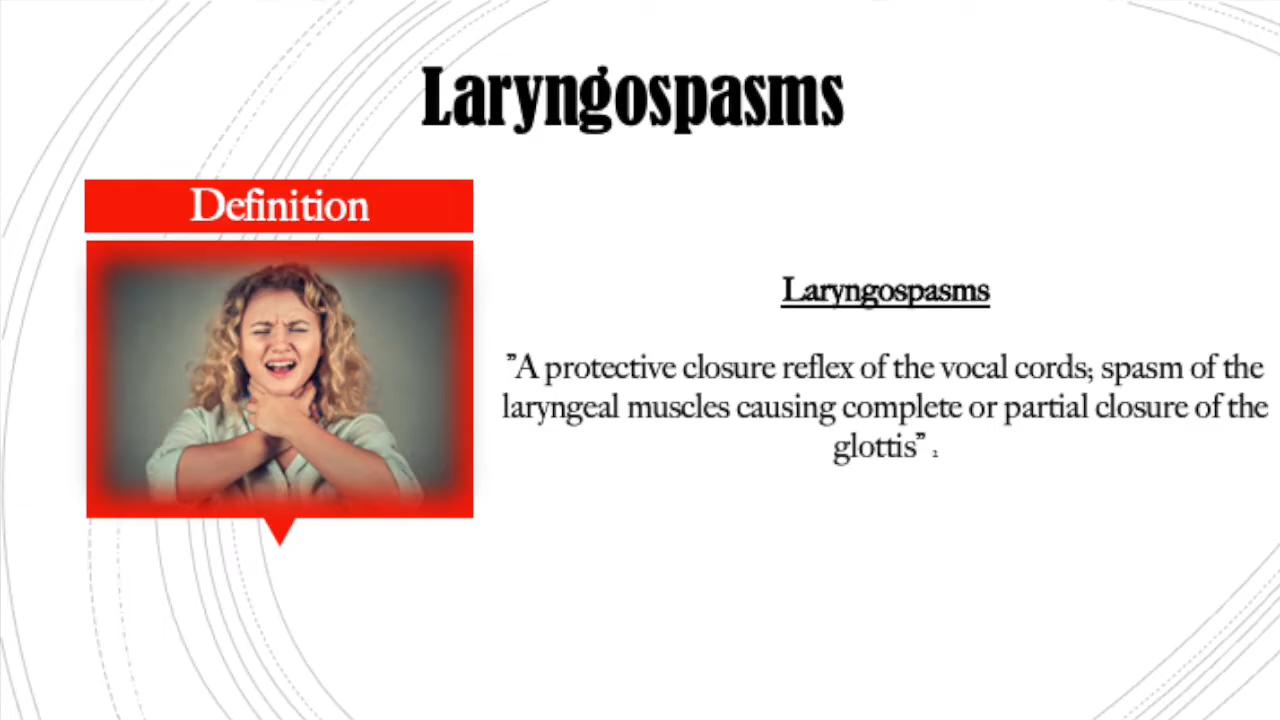 Laryngospasms
Definition
Laryngospasms
”A protective closure reflex of the vocal cords; spasm of the
laryngeal muscles causing complete or partial closure of the
glottis” 2